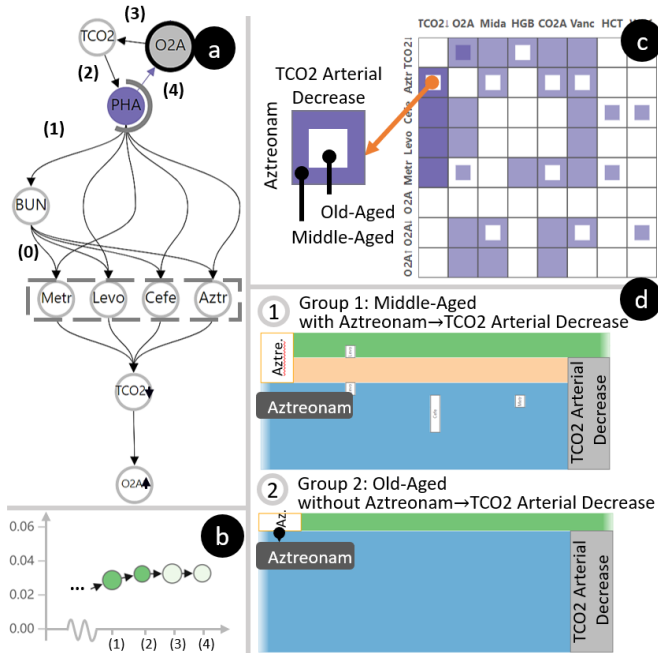 (3)
TCO2
O2A
a
(2)
(4)
PHA
(1)
BUN
(0)
Metr
Levo
Cefe
Aztr
TCO2
O2A
b
0.06
0.04
0.02
0.00
...
(1)
(2)
(3)
(4)
c
TCO2↓
O2A
Mida
HGB
CO2A
Vanc
HCT
TCO2↓
Aztr
Cefe
Levo
Metr
O2A
O2A↓
O2A↑
TCO2 Arterial
Decrease
Aztreonam
Old-Aged
Middle-Aged
d
1
Group 1: Middle-Aged
with Aztreonam→TCO2 Arterial Decrease
Aztre.
Aztreonam
Cefe
TCO2 Arterial
Decrease
2
Group 2: Old-Aged
without Aztreonam→TCO2 Arterial Decrease
Az.
Aztreonam
TCO2 Arterial
Decrease